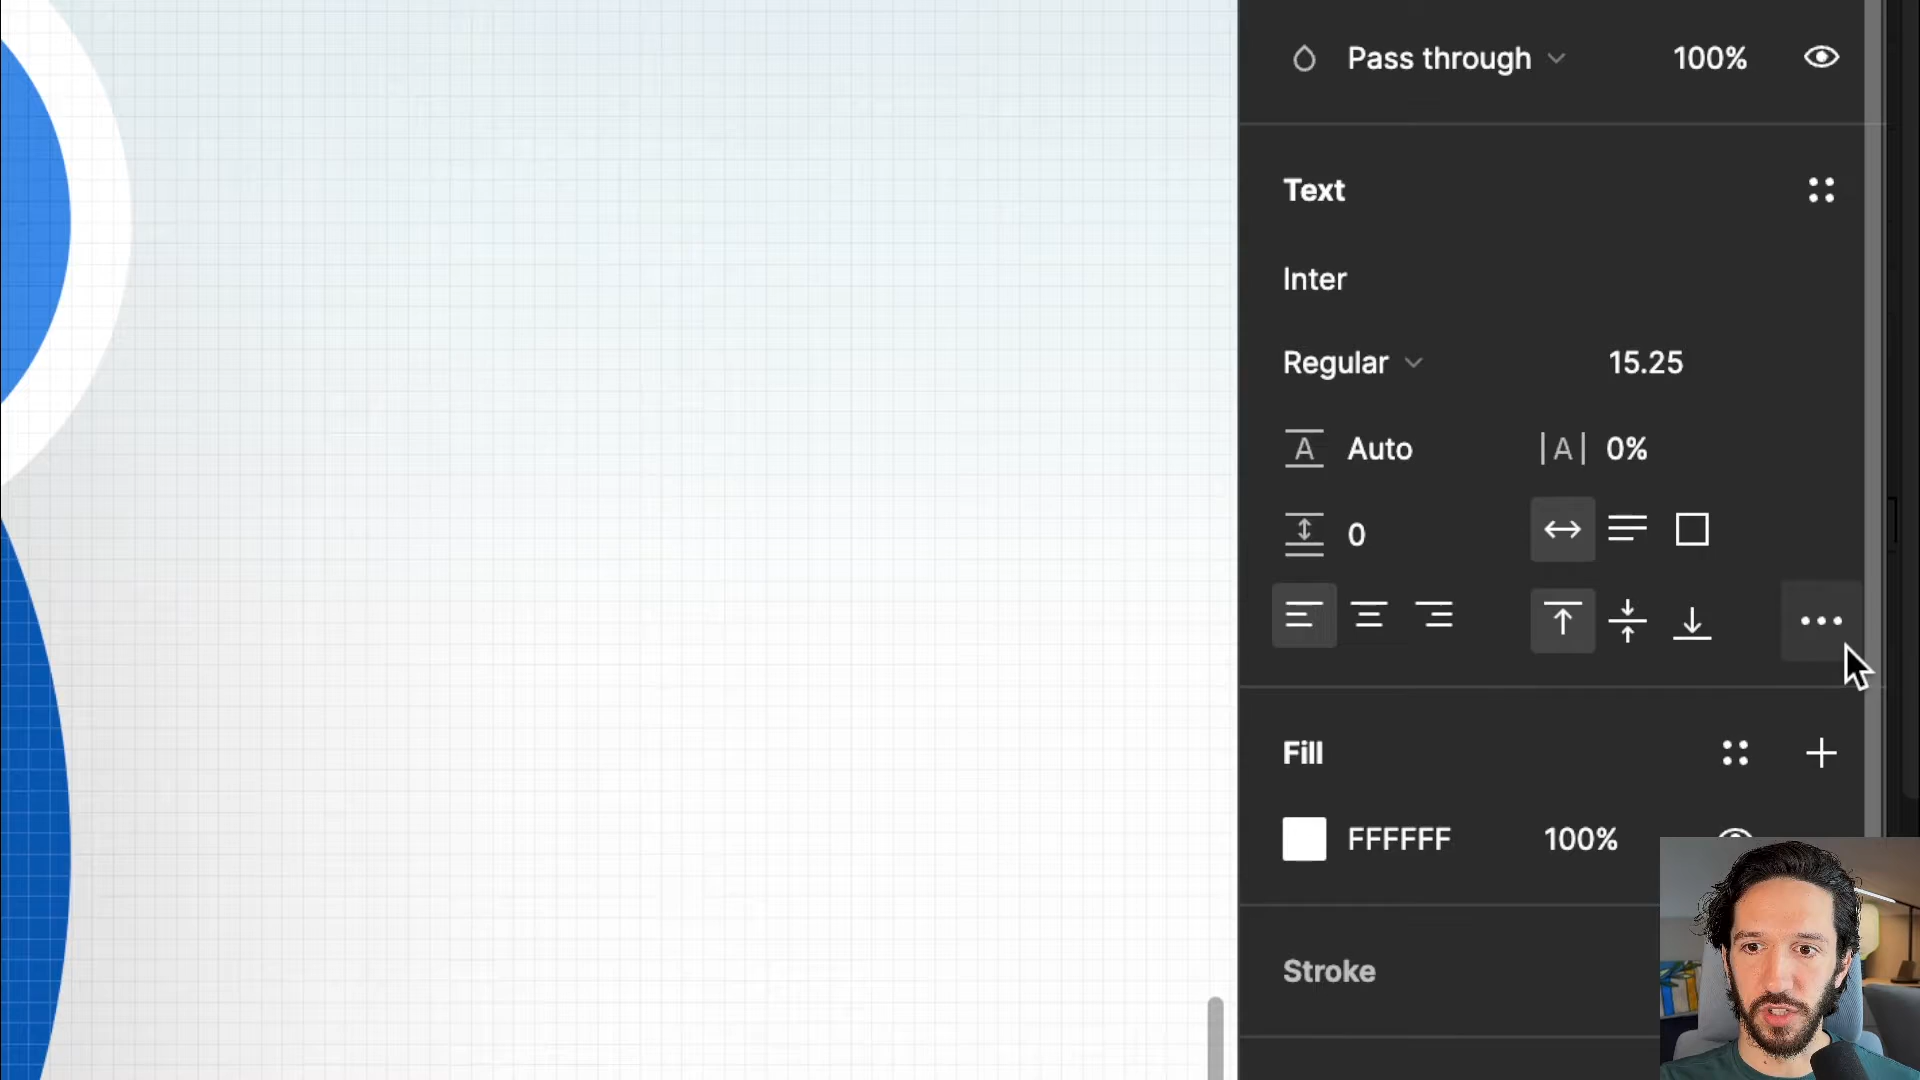 Pass through 100%
Text
Inter
Regular 15.25
A Auto |A| 0%
0
Fill
FFFFFF 100%
Stroke